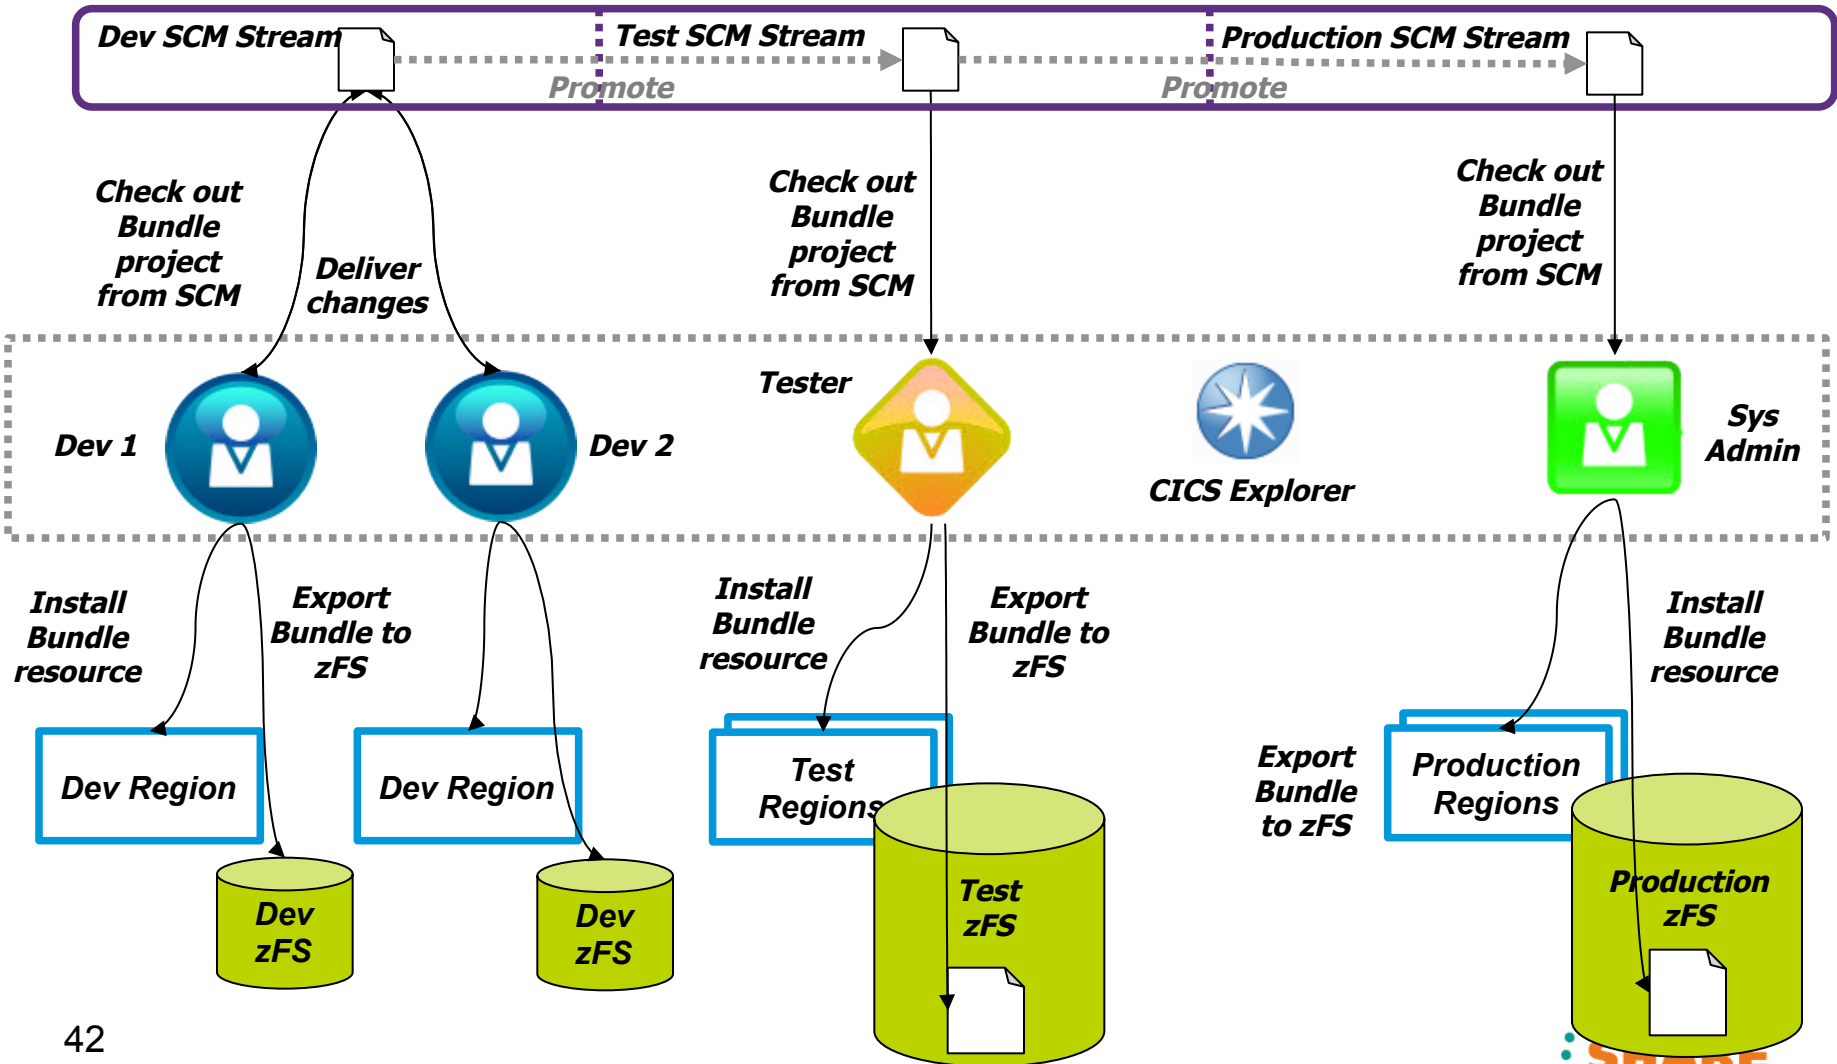 Dev SCM Stream
Test SCM Stream
Production SCM Stream
Promote
Promote
Check out
Bundle
project
from SCM
Deliver
changes
Check out
Bundle
project
from SCM
Check out
Bundle
project
from SCM
Dev 1
Dev 2
Tester
CICS Explorer
Sys
Admin
Install
Bundle
resource
Export
Bundle to
zFS
Install
Bundle
resource
Export
Bundle to
zFS
Install
Bundle
resource
Dev Region
Dev Region
Test
Regions
Export
Bundle
to zFS
Production
Regions
Dev
zFS
Dev
zFS
Test
zFS
Production
zFS
42
SHARE